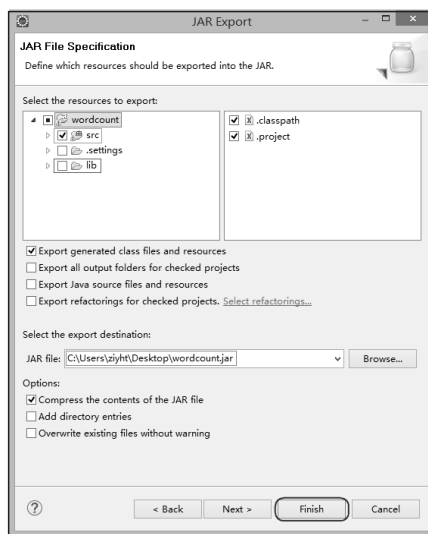 JAR Export
JAR File Specification
Define which resources should be exported into the JAR.
Select the resources to export:
wordcount
src
.settings
lib
.classpath
.project
Export generated class files and resources
Export all output folders for checked projects
Export Java source files and resources
Export refactorings for checked projects. Select refactorings...
Select the export destination:
JAR file: C:\Users\ziyht\Desktop\wordcount.jar Browse...
Options:
Compress the contents of the JAR file
Add directory entries
Overwrite existing files without warning
< Back Next > Finish Cancel